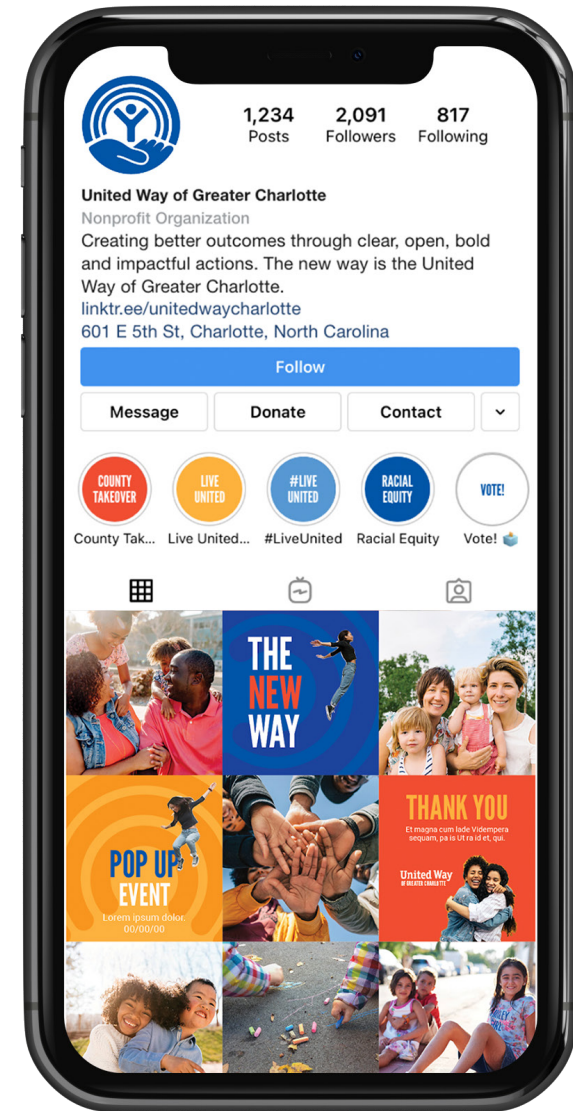 1,234 2,091 817
Posts Followers Following
United Way of Greater Charlotte
Nonprofit Organization
Creating better outcomes through clear, open, bold
and impactful actions. The new way is the United
Way of Greater Charlotte.
linktr.ee/unitedwaycharlotte
601 E 5th St, Charlotte, North Carolina
Follow
Message Donate Contact
COUNTY
TAKEOVER
LIVE
UNITED
#LIVE
UNITED
RACIAL
EQUITY
VOTE!
County Tak... Live United... #LiveUnited Racial Equity Vote! 🗳️
THE
NEW
WAY
POP UP
EVENT
Lorem ipsum dolor.
00/00/00
THANK YOU
Et magna cum lade Vidempera
sequam, pa is Ut ra id et, qui.
United Way
OF GREATER CHARLOTTE